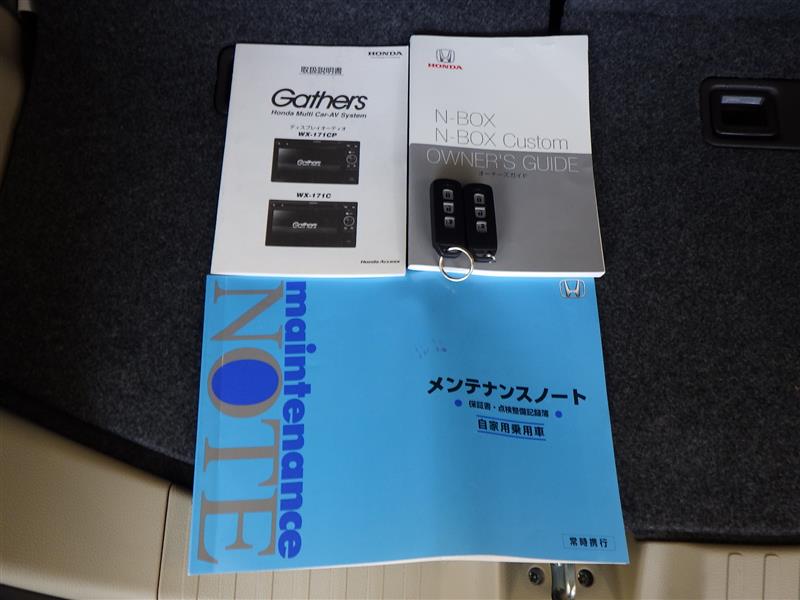 HONDA
取扱説明書
Gathers
Honda Multi Car-AV System
ディスプレイオーディオ
WX-171CP
Gathers
WX-171C
Gathers
Honda Access
HONDA
N-BOX
N-BOX Custom
OWNER'S GUIDE
オーナーズガイド
maintenance
NOTE
メンテナンスノート
保証書・点検整備記録簿
自家用乗用車
常時携行